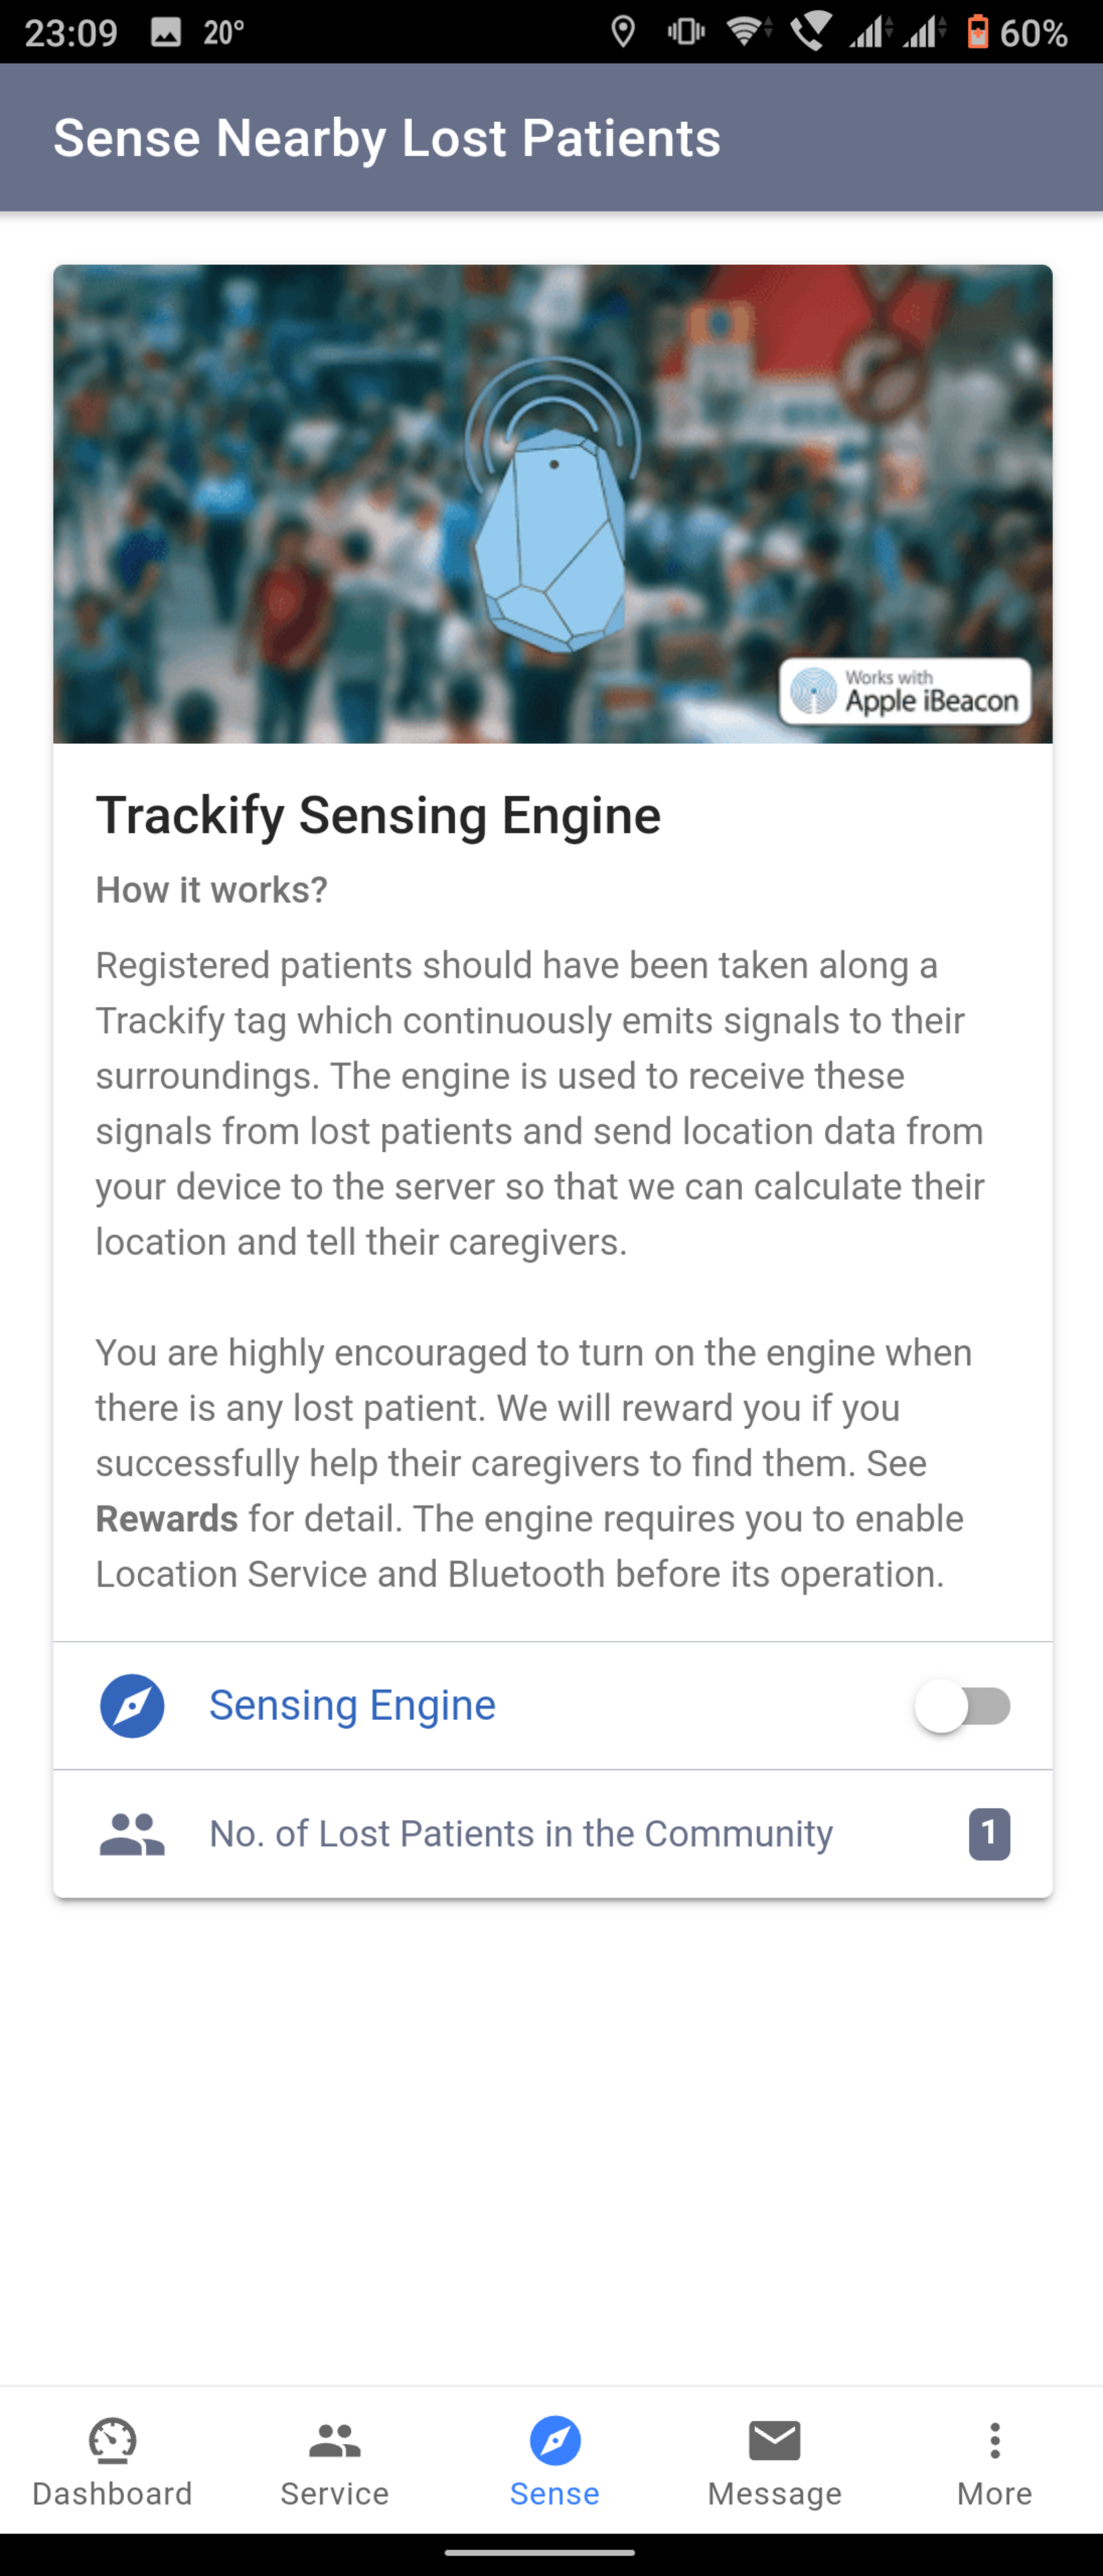 23:09 20° 60%
Sense Nearby Lost Patients
Works with
Apple iBeacon
Trackify Sensing Engine
How it works?
Registered patients should have been taken along a
Trackify tag which continuously emits signals to their
surroundings. The engine is used to receive these
signals from lost patients and send location data from
your device to the server so that we can calculate their
location and tell their caregivers.
You are highly encouraged to turn on the engine when
there is any lost patient. We will reward you if you
successfully help their caregivers to find them. See
Rewards for detail. The engine requires you to enable
Location Service and Bluetooth before its operation.
Sensing Engine
No. of Lost Patients in the Community 1
Dashboard Service Sense Message More